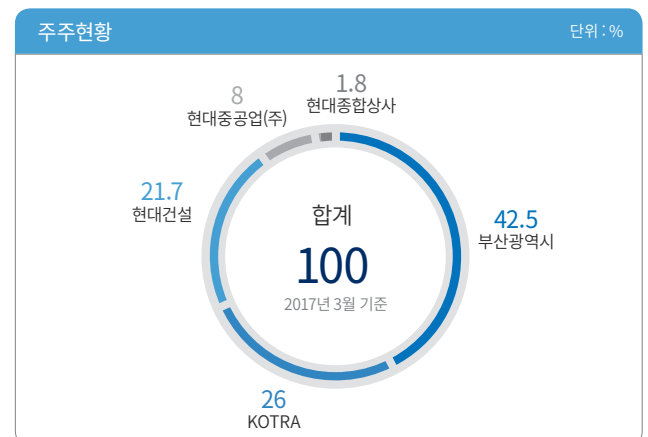 주주현황
단위 : %
1.8
현대종합상사
8
현대중공업(주)
21.7
현대건설
42.5
부산광역시
합계
100
2017년 3월 기준
26
KOTRA